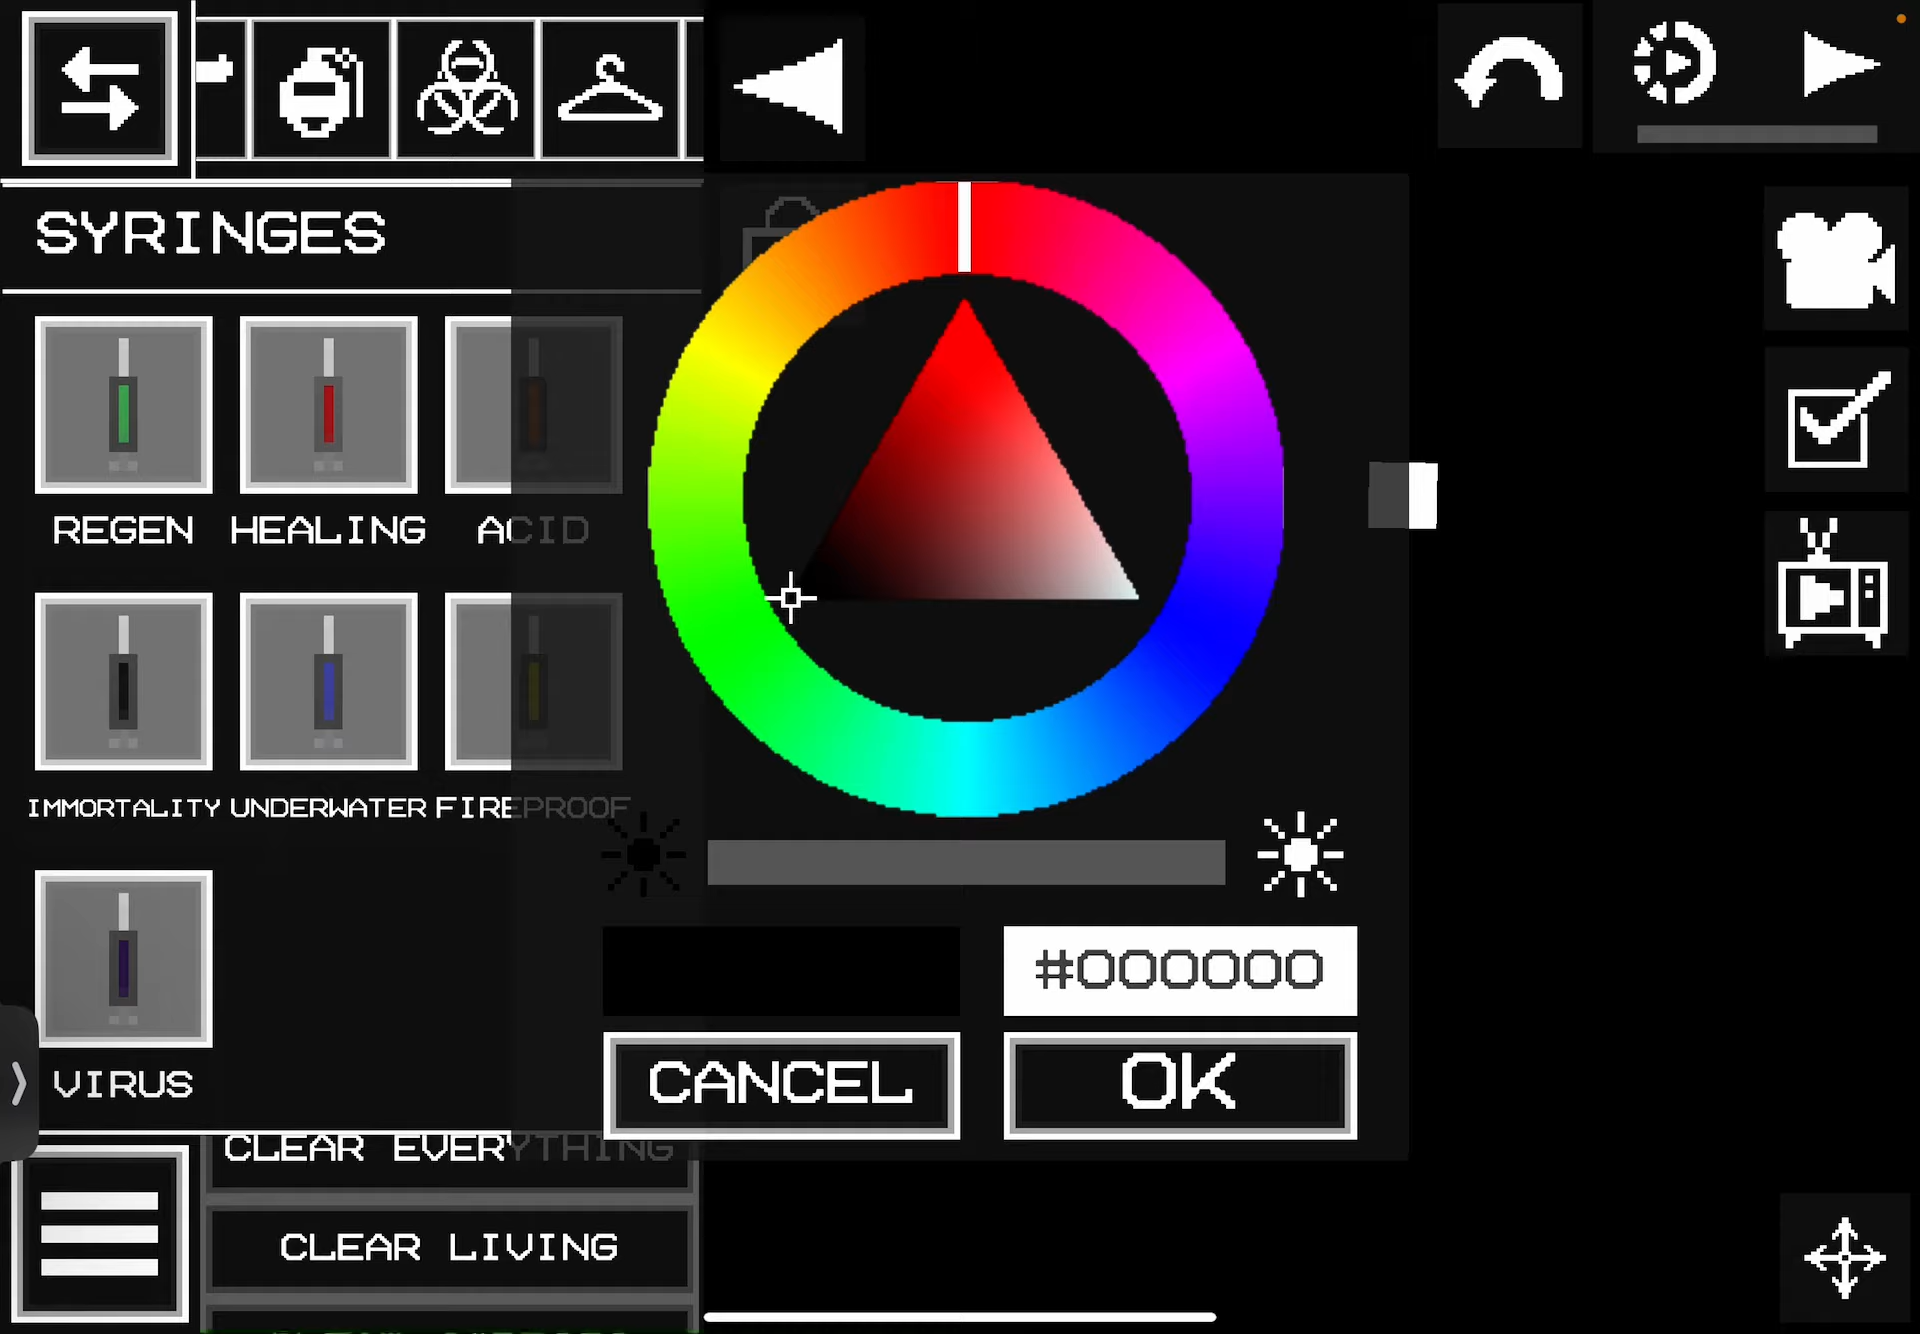 SYRINGES
REGEN HEALING ACID
IMMORTALITY UNDERWATER FIREPROOF
#000000
CANCEL OK
VIRUS
CLEAR EVERYTHING
CLEAR LIVING